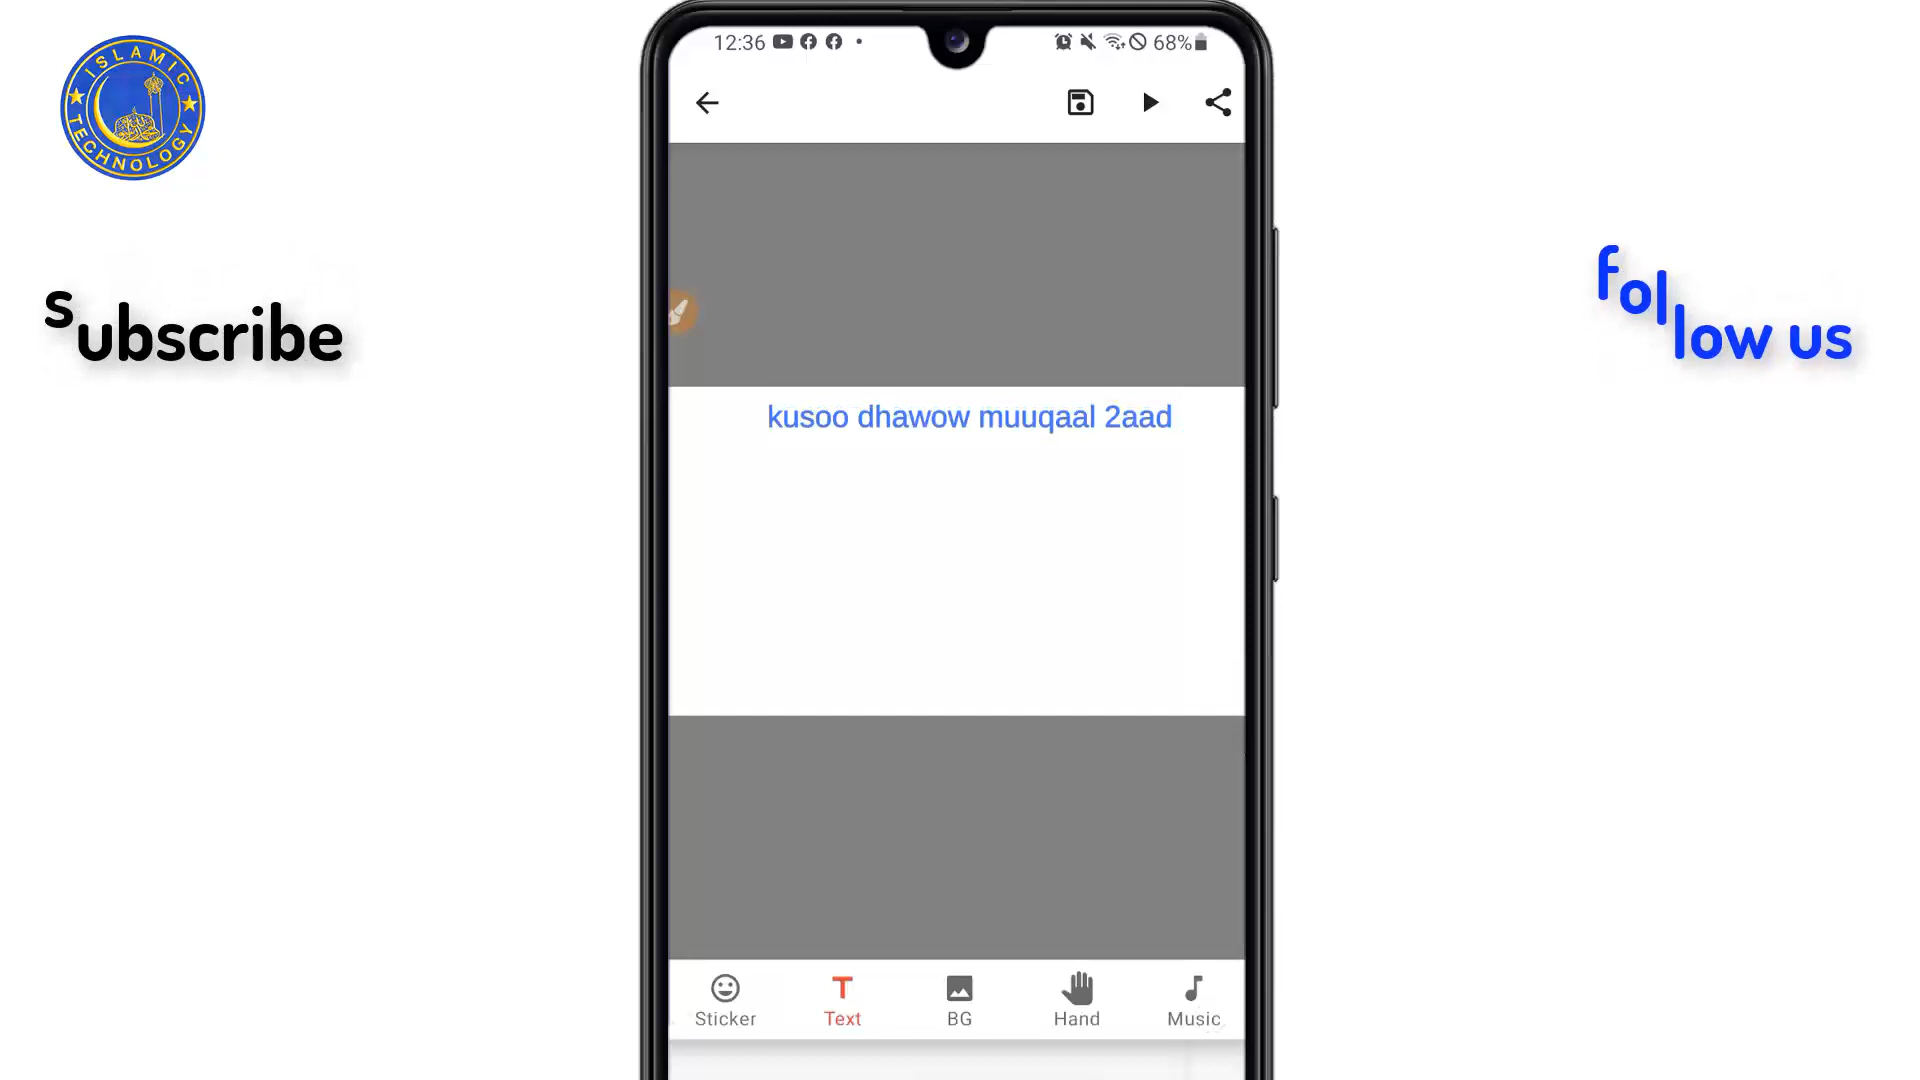 ISLAMIC
TECHNOLOGY
subscribe
follow us
12:36
68%
kusoo dhawow muuqaal 2aad
Sticker
Text
BG
Hand
Music